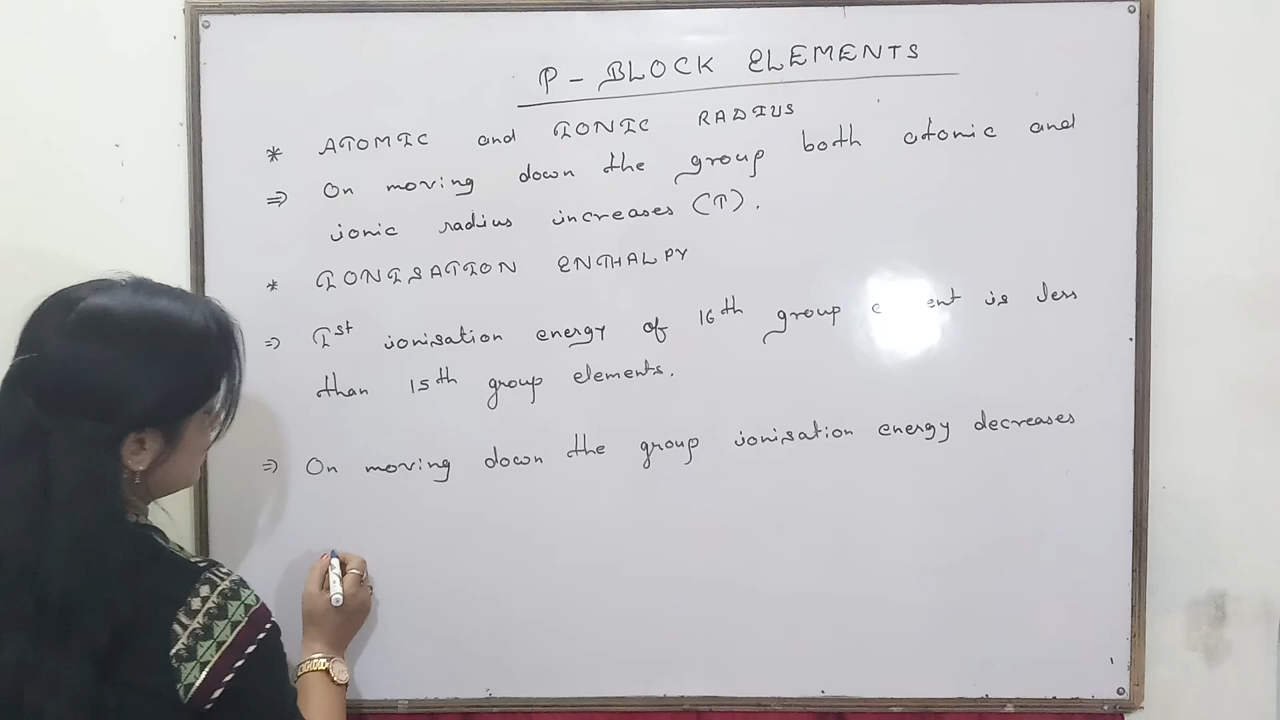 P - BLOCK ELEMENTS
* ATOMIC and IONIC RADIUS
⇒ On moving down the group both atomic and
ionic radius increases (↑).
* IONISATION ENTHALPY
⇒ Ist ionisation energy of 16th group is less
than 15th group elements.
⇒ On moving down the group ionisation energy decreases